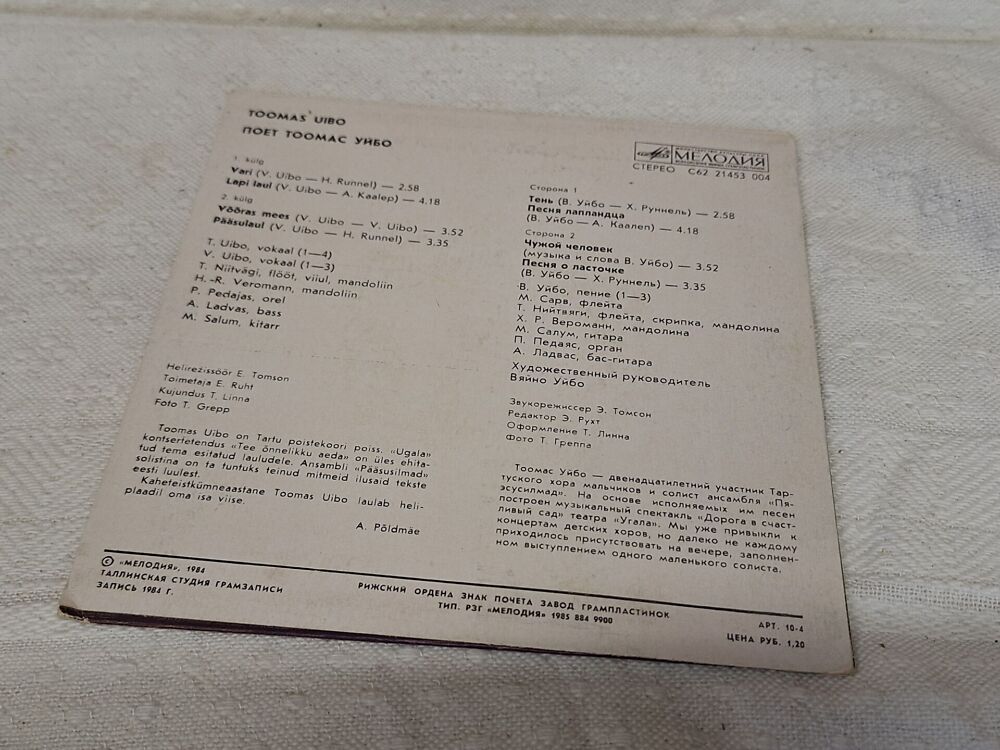 TOOMAS UIBO
ПОЕТ ТООМАС УЙБО
МЕЛОДИЯ
СТЕРЕО С62 21453 004
1. külg
Vari (V. Uibo — H. Runnel) — 2.58
Lapi laul (V. Uibo — A. Kaalep) — 4.18
2. külg
Võõras mees (V. Uibo — V. Uibo) — 3.52
Pääsulaul (V. Uibo — H. Runnel) — 3.35
T. Uibo, vokaal (1—4)
V. Uibo, vokaal (1—3)
T. Niitvägi, flööt, viiul, mandoliin
H.-R. Veromann, mandoliin
P. Pedajas, orel
A. Ladvas, bass
M. Salum, kitarr
Helirežissöör E. Tomson
Toimetaja E. Ruht
Kujundus T. Linna
Foto T. Grepp
Toomas Uibo on Tartu poistekoori poiss. «Ugala»
kontsertetendus «Tee õnnelikku aeda» on üles ehita-
tud tema esitatud lauludele. Ansambli «Pääsusilmad»
solistina on ta tuntuks teinud mitmeid ilusaid tekste
eesti luulest.
Kaheteistkümneaastane Toomas Uibo laulab heli-
plaadil oma isa viise.
A. Põldmäe
Сторона 1
Тень (В. Уйбо — Х. Руннель) — 2.58
Песня лапландца
(В. Уйбо — А. Каалеп) — 4.18
Сторона 2
Чужой человек
(музыка и слова В. Уйбо) — 3.52
Песня о ласточке
(В. Уйбо — Х. Руннель) — 3.35
В. Уйбо, пение (1—3)
М. Сарв, флейта
Т. Нийтвяги, флейта, скрипка, мандолина
Х. Р. Вероманн, мандолина
М. Салум, гитара
П. Педаяс, орган
А. Ладвас, бас-гитара
Художественный руководитель
Вяйно Уйбо
Звукорежиссер Э. Томсон
Редактор Э. Рухт
Оформление Т. Линна
Фото Т. Греппа
Тоомас Уйбо — двенадцатилетний участник Тар-
туского хора мальчиков и солист ансамбля «Пя-
эсусилмад». На основе исполняемых им песен
построен музыкальный спектакль «Дорога в счаст-
ливый сад» театра «Угала». Мы уже привыкли к
концертам детских хоров, но далеко не каждому
приходилось присутствовать на вечере, заполнен-
ном выступлением одного маленького солиста.
© «МЕЛОДИЯ», 1984
ТАЛЛИНСКАЯ СТУДИЯ ГРАМЗАПИСИ
ЗАПИСЬ 1984 Г.
РИЖСКИЙ ОРДЕНА ЗНАК ПОЧЕТА ЗАВОД ГРАМПЛАСТИНОК
ТИП. РЗГ «МЕЛОДИЯ» 1985 884 9900
АРТ. 10-4
ЦЕНА РУБ. 1,20